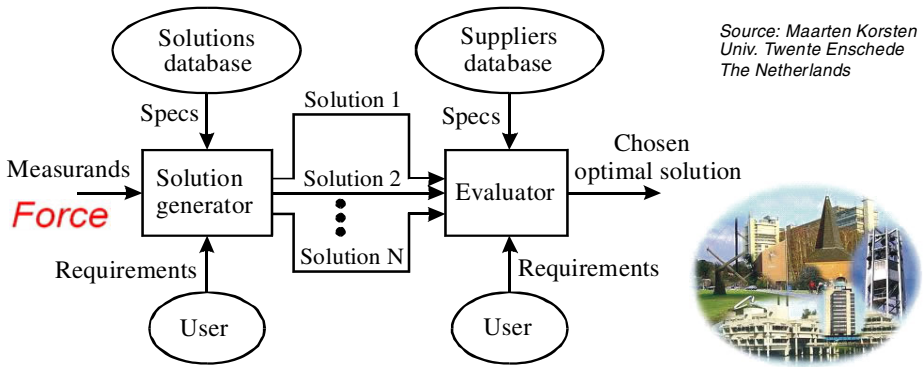 Solutions
database
Suppliers
database
Source: Maarten Korsten
Univ. Twente Enschede
The Netherlands
Specs
Solution 1
Specs
Measurands
Force
Solution
generator
Solution 2
Evaluator
Chosen
optimal solution
Solution N
Requirements
Requirements
User
User